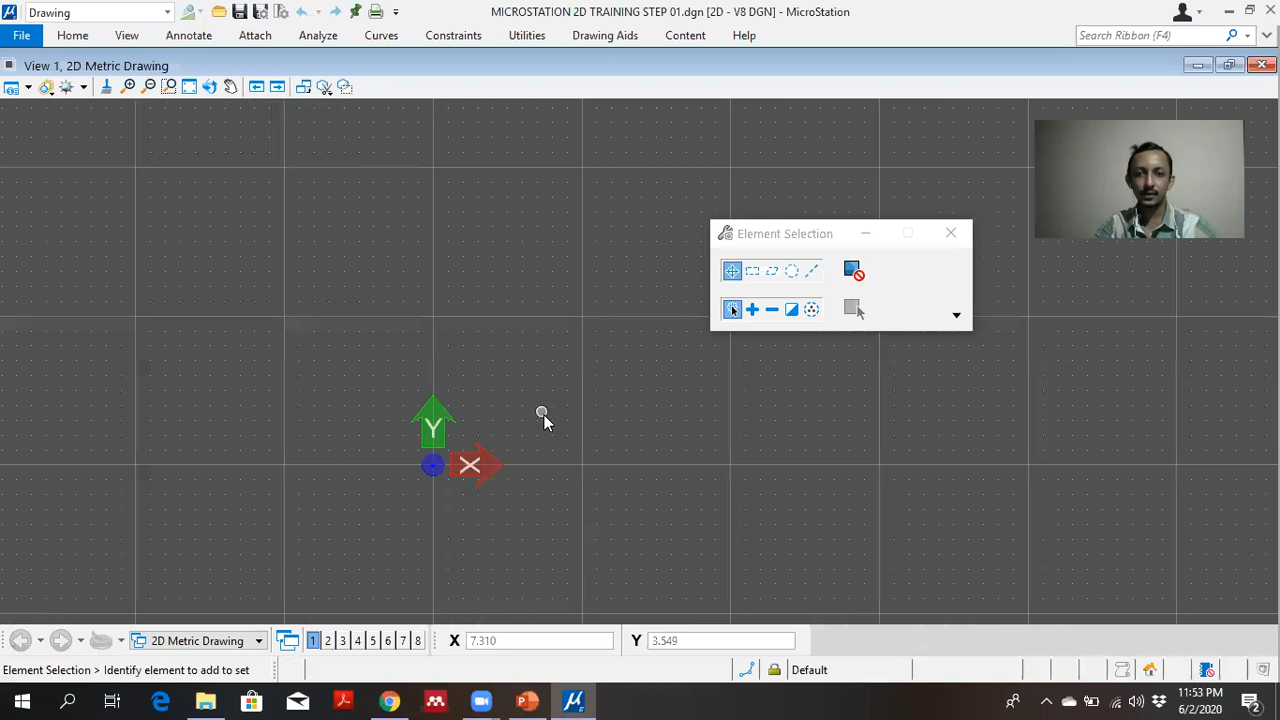 Drawing
MICROSTATION 2D TRAINING STEP 01.dgn [2D - V8 DGN] - MicroStation
File Home View Annotate Attach Analyze Curves Constraints Utilities Drawing Aids Content Help
Search Ribbon (F4)
View 1, 2D Metric Drawing
Element Selection
Y
X
2D Metric Drawing 1 2 3 4 5 6 7 8 X 7.310 Y 3.549
Element Selection > Identify element to add to set
Default
11:53 PM
6/2/2020
2